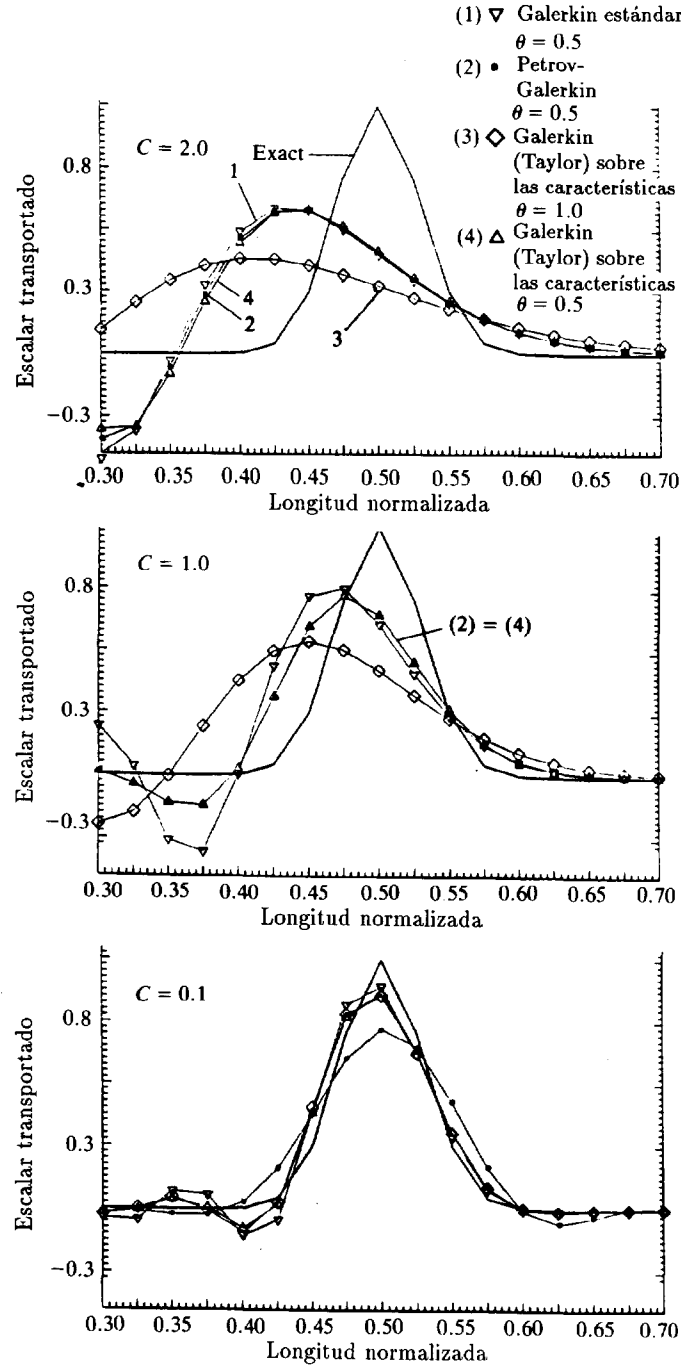 (1) ▽ Galerkin estándar
θ = 0.5
(2) • Petrov-
Galerkin
θ = 0.5
(3) ◇ Galerkin
(Taylor) sobre
las características
θ = 1.0
(4) △ Galerkin
(Taylor) sobre
las características
θ = 0.5
C = 2.0
Exact
1
4
2
3
Escalar transportado
0.8
0.3
−0.3
0.30 0.35 0.40 0.45 0.50 0.55 0.60 0.65 0.70
Longitud normalizada
C = 1.0
(2) = (4)
Escalar transportado
0.8
0.3
−0.3
0.30 0.35 0.40 0.45 0.50 0.55 0.60 0.65 0.70
Longitud normalizada
C = 0.1
Escalar transportado
0.8
0.3
−0.3
0.30 0.35 0.40 0.45 0.50 0.55 0.60 0.65 0.70
Longitud normalizada